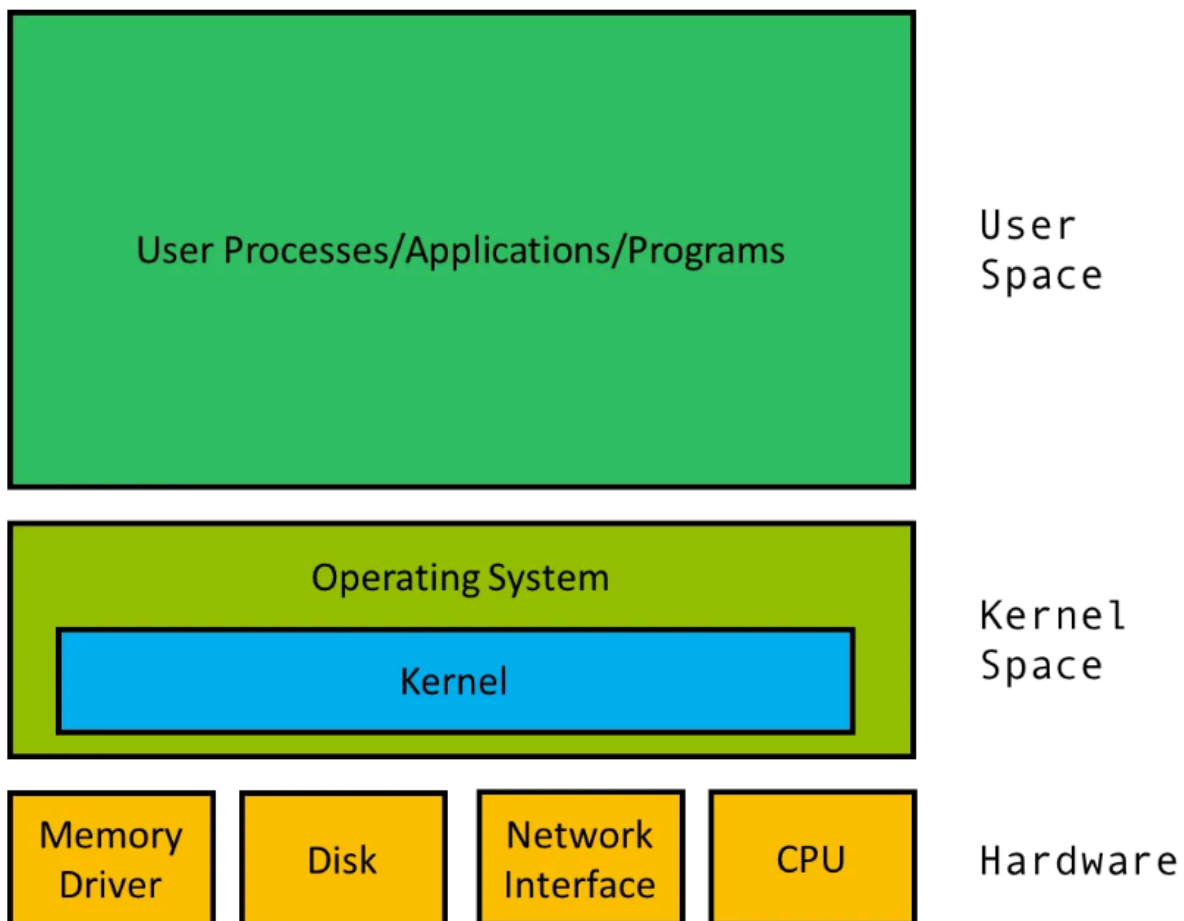 User Processes/Applications/Programs
User
Space
Operating System
Kernel
Kernel
Space
Memory
Driver
Disk
Network
Interface
CPU
Hardware